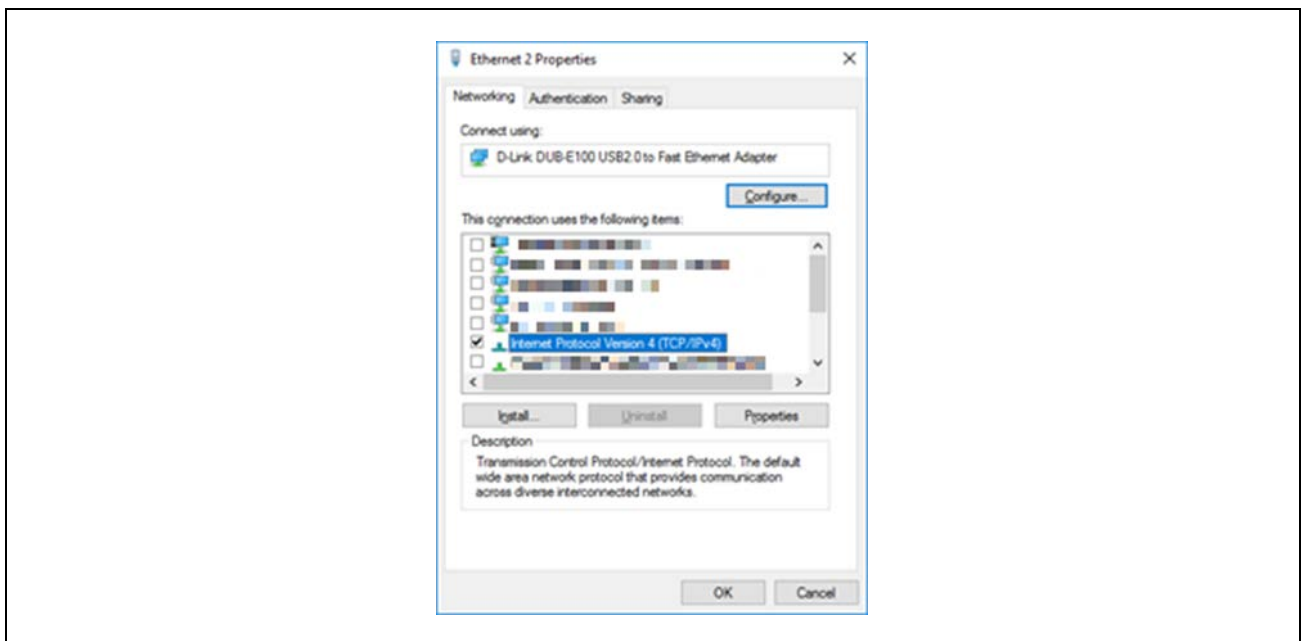 Ethernet 2 Properties
Networking Authentication Sharing
Connect using:
D-Link DUB-E100 USB2.0 to Fast Ethernet Adapter
Configure...
This connection uses the following items:
Internet Protocol Version 4 (TCP/IPv4)
Install... Uninstall Properties
Description
Transmission Control Protocol/Internet Protocol. The default
wide area network protocol that provides communication
across diverse interconnected networks.
OK Cancel